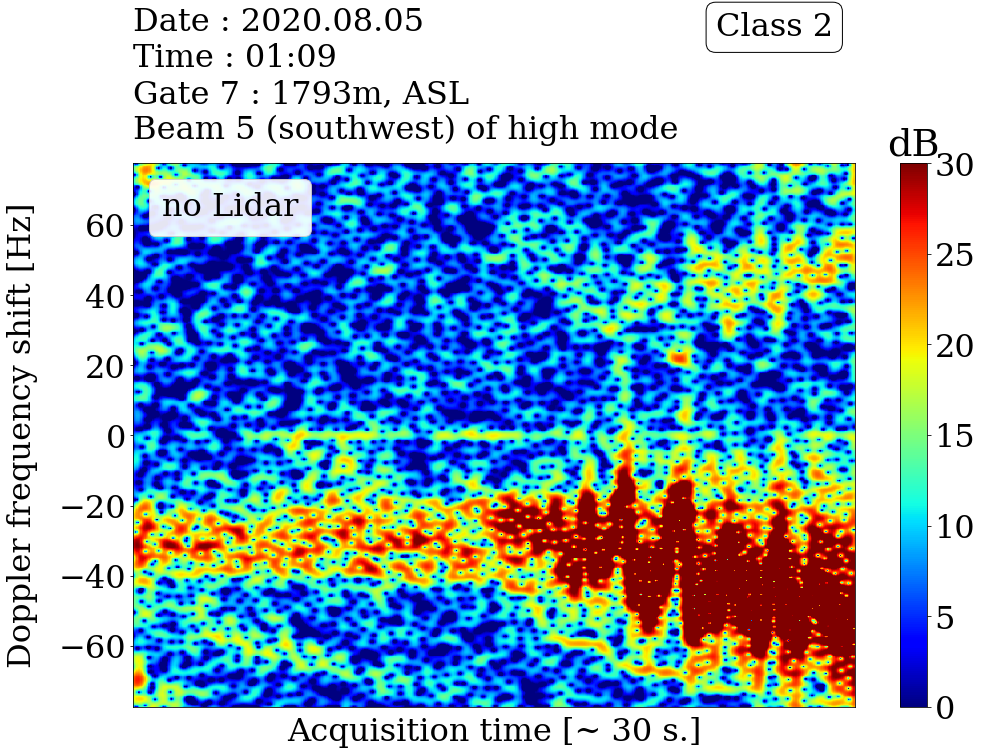 Date : 2020.08.05
Time : 01:09
Gate 7 : 1793m, ASL
Beam 5 (southwest) of high mode
Class 2
dB
no Lidar
Doppler frequency shift [Hz]
60
40
20
0
−20
−40
−60
30
25
20
15
10
5
0
Acquisition time [~ 30 s.]